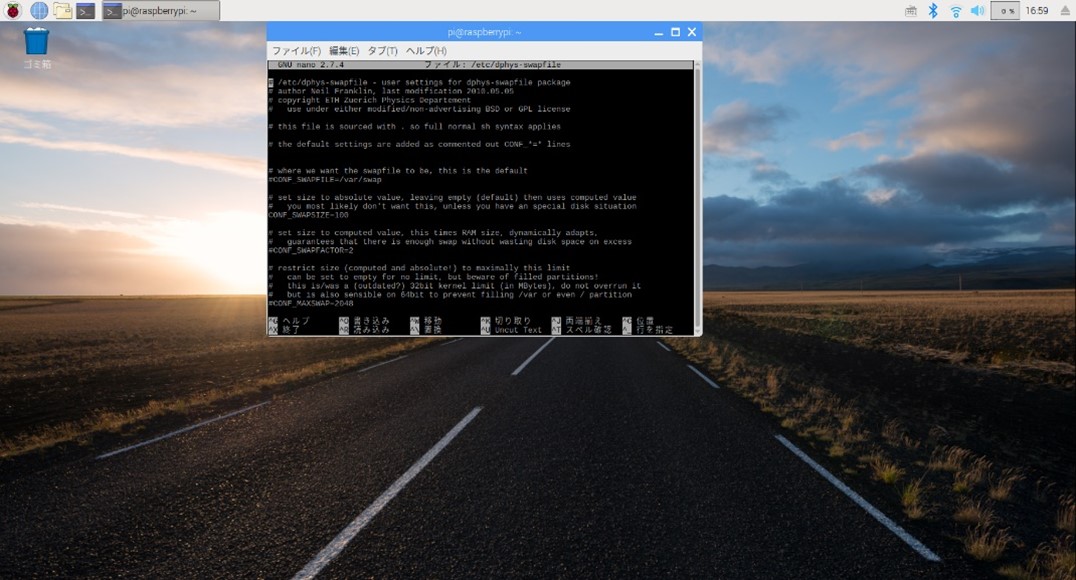 pi@raspberrypi: ~
0 %
16:59
ゴミ箱
pi@raspberrypi: ~
ファイル(F) 編集(E) タブ(T) ヘルプ(H)
GNU nano 2.7.4 ファイル: /etc/dphys-swapfile
# /etc/dphys-swapfile - user settings for dphys-swapfile package
# author Neil Franklin, last modification 2010.05.05
# copyright ETH Zuerich Physics Departement
# use under either modified/non-advertising BSD or GPL license
# this file is sourced with . so full normal sh syntax applies
# the default settings are added as commented out CONF_*=* lines
# where we want the swapfile to be, this is the default
#CONF_SWAPFILE=/var/swap
# set size to absolute value, leaving empty (default) then uses computed value
# you most likely don't want this, unless you have an special disk situation
CONF_SWAPSIZE=100
# set size to computed value, this times RAM size, dynamically adapts,
# guarantees that there is enough swap without wasting disk space on excess
#CONF_SWAPFACTOR=2
# restrict size (computed and absolute!) to maximally this limit
# can be set to empty for no limit, but beware of filled partitions!
# this is/was a (outdated?) 32bit kernel limit (in MBytes), do not overrun it
# but is also sensible on 64bit to prevent filling /var or even / partition
#CONF_MAXSWAP=2048
^G ヘルプ ^O 書き込み ^W 移動 ^K 切り取り ^J 両端揃え ^C 位置
^X 終了 ^R 読み込み ^\ 置換 ^U Uncut Text ^T スペル確認 ^_ 行を指定